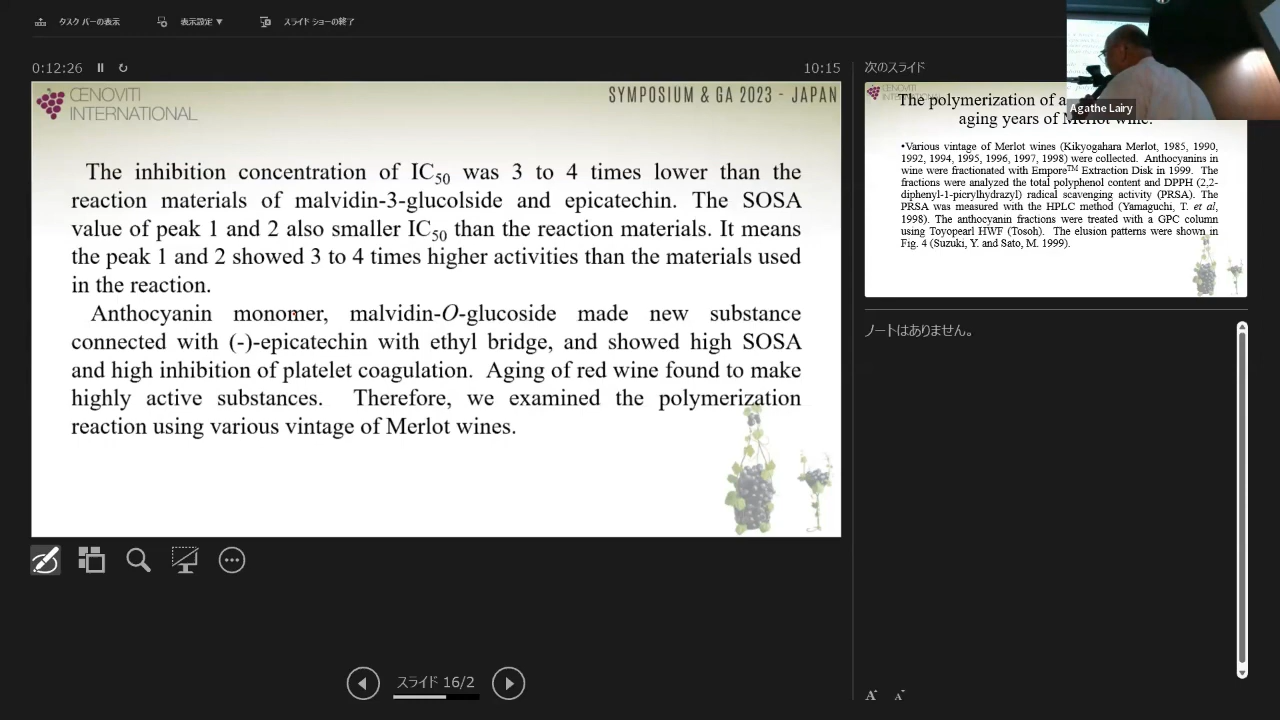 タスク バーの表示
表示設定 ▼
スライド ショーの終了
0:12:26
10:15
次のスライド
CENOVITI
INTERNATIONAL
SYMPOSIUM & GA 2023 - JAPAN
The inhibition concentration of IC50 was 3 to 4 times lower than the
reaction materials of malvidin-3-glucolside and epicatechin. The SOSA
value of peak 1 and 2 also smaller IC50 than the reaction materials. It means
the peak 1 and 2 showed 3 to 4 times higher activities than the materials used
in the reaction.
Anthocyanin monomer, malvidin-O-glucoside made new substance
connected with (-)-epicatechin with ethyl bridge, and showed high SOSA
and high inhibition of platelet coagulation. Aging of red wine found to make
highly active substances. Therefore, we examined the polymerization
reaction using various vintage of Merlot wines.
Agathe Lairy
The polymerization of a
aging years of Merlot wine.
•Various vintage of Merlot wines (Kikyogahara Merlot, 1985, 1990,
1992, 1994, 1995, 1996, 1997, 1998) were collected. Anthocyanins in
wine were fractionated with Empore™ Extraction Disk in 1999. The
fractions were analyzed the total polyphenol content and DPPH (2,2-
diphenyl-1-picrylhydrazyl) radical scavenging activity (PRSA). The
PRSA was measured with the HPLC method (Yamaguchi, T. et al,
1998). The anthocyanin fractions were treated with a GPC column
using Toyopearl HWF (Tosoh). The elusion patterns were shown in
Fig. 4 (Suzuki, Y. and Sato, M. 1999).
ノートはありません。
スライド 16/2
A A